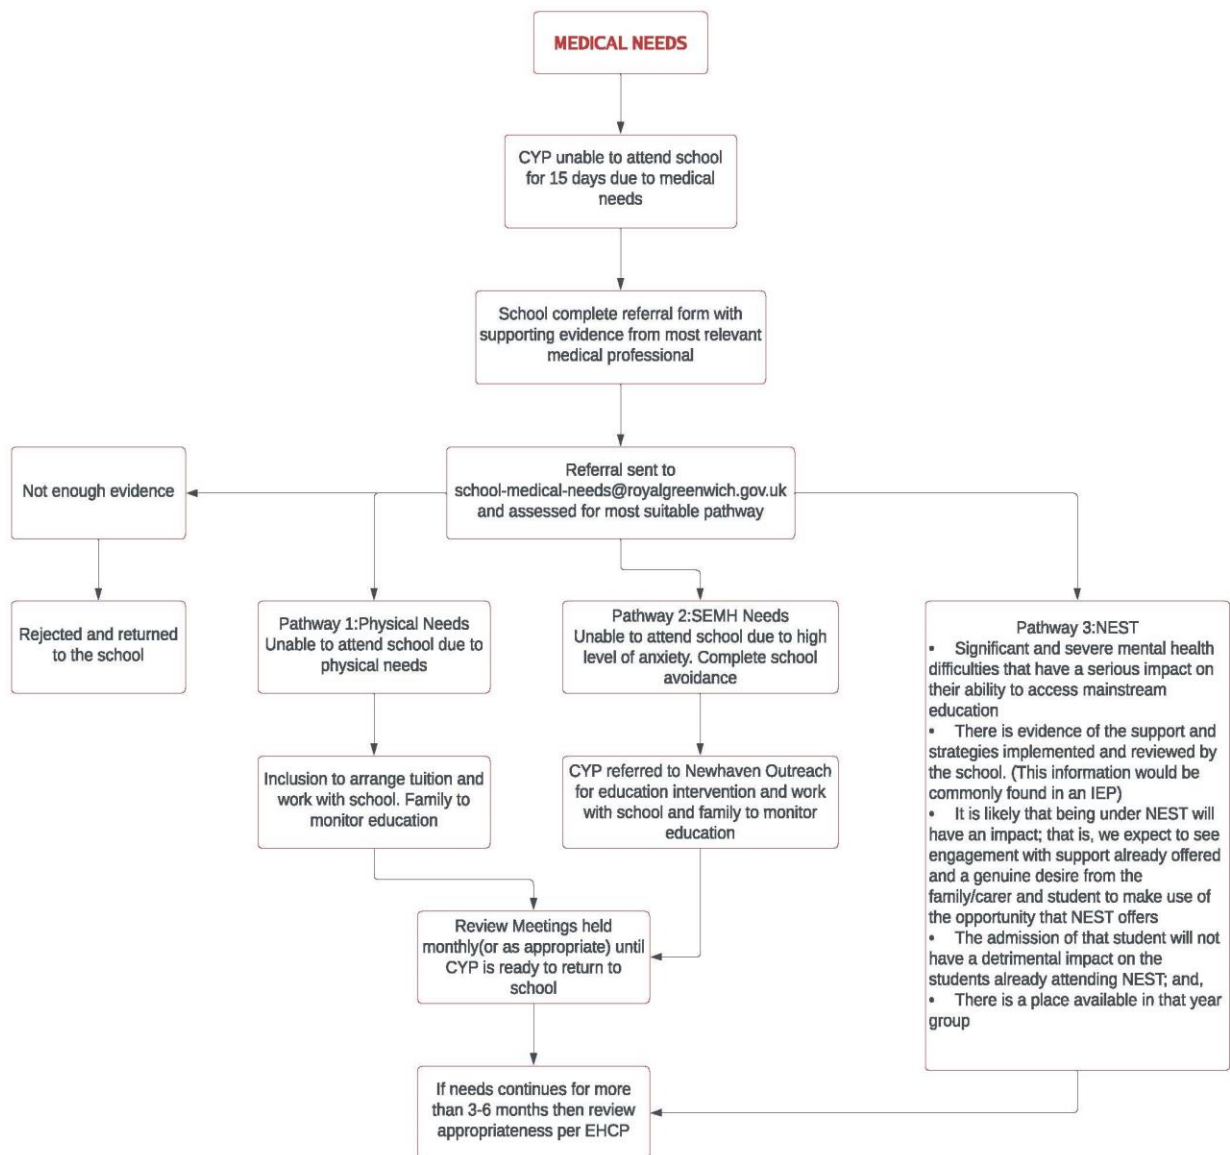 MEDICAL NEEDS
CYP unable to attend school
for 15 days due to medical
needs
School complete referral form with
supporting evidence from most relevant
medical professional
Not enough evidence
Referral sent to
school-medical-needs@royalgreenwich.gov.uk
and assessed for most suitable pathway
Rejected and returned
to the school
Pathway 1:Physical Needs
Unable to attend school due to
physical needs
Pathway 2:SEMH Needs
Unable to attend school due to high
level of anxiety. Complete school
avoidance
Pathway 3:NEST
• Significant and severe mental health
difficulties that have a serious impact on
their ability to access mainstream
education
• There is evidence of the support and
strategies implemented and reviewed by
the school. (This information would be
commonly found in an IEP)
• It is likely that being under NEST will
have an impact; that is, we expect to see
engagement with support already offered
and a genuine desire from the
family/carer and student to make use of
the opportunity that NEST offers
• The admission of that student will not
have a detrimental impact on the
students already attending NEST; and,
• There is a place available in that year
group
Inclusion to arrange tuition and
work with school. Family to
monitor education
CYP referred to Newhaven Outreach
for education intervention and work
with school and family to monitor
education
Review Meetings held
monthly(or as appropriate) until
CYP is ready to return to
school
If needs continues for more
than 3-6 months then review
appropriateness per EHCP